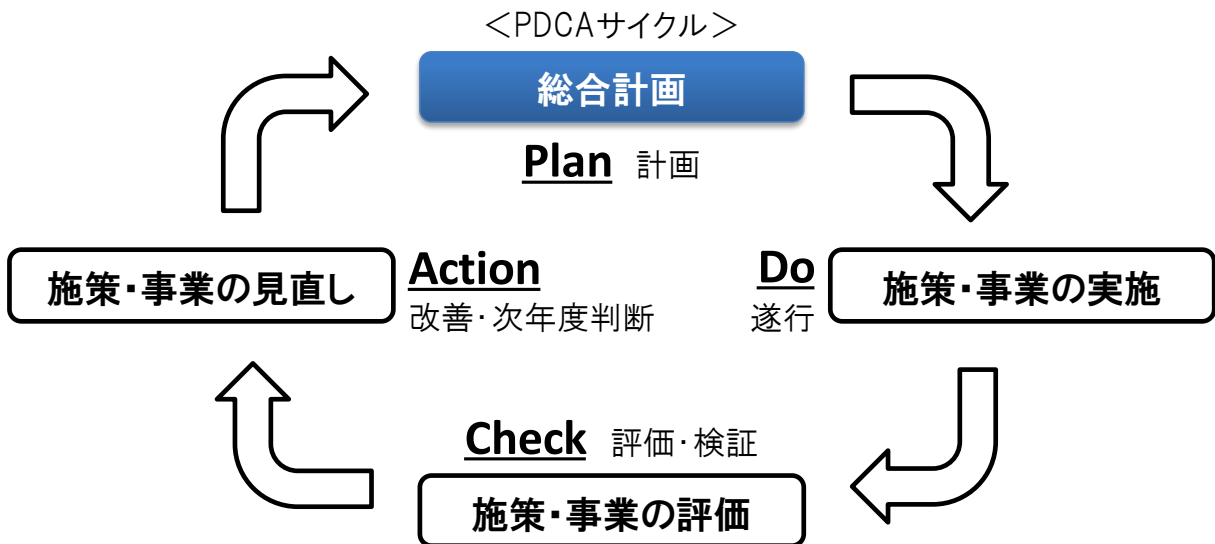 ＜PDCAサイクル＞
総合計画
Plan 計画
施策・事業の見直し
Action
改善・次年度判断
Do
遂行
施策・事業の実施
Check 評価・検証
施策・事業の評価